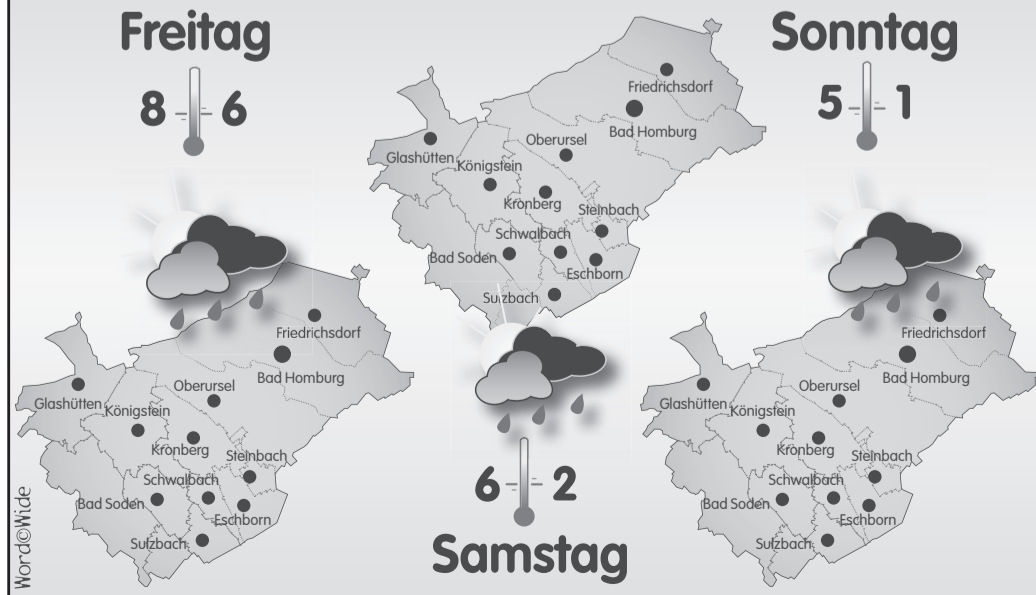 Freitag
8 6
Friedrichsdorf
Bad Homburg
Oberursel
Glashütten
Königstein
Kronberg
Steinbach
Schwalbach
Bad Soden
Eschborn
Sulzbach
Friedrichsdorf
Bad Homburg
Oberursel
Glashütten
Königstein
Kronberg
Steinbach
Schwalbach
Bad Soden
Eschborn
Sulzbach
6 2
Samstag
Sonntag
5 1
Friedrichsdorf
Bad Homburg
Oberursel
Glashütten
Königstein
Kronberg
Steinbach
Schwalbach
Bad Soden
Eschborn
Sulzbach
Word©Wide